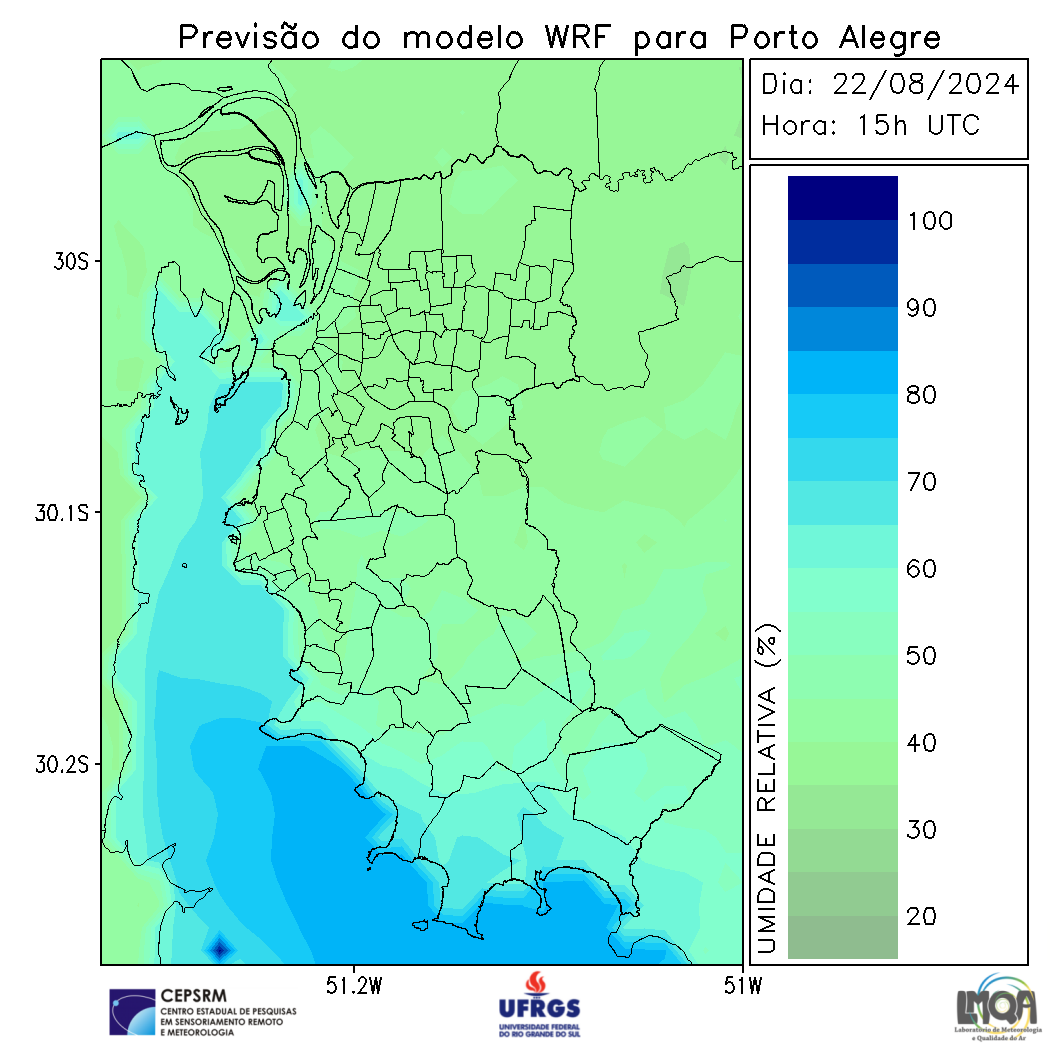 Previsão do modelo WRF para Porto Alegre
Dia: 22/08/2024
Hora: 15h UTC
30S
30.1S
30.2S
51.2W
51W
UMIDADE RELATIVA (%)
100
90
80
70
60
50
40
30
20
CEPSRM
CENTRO ESTADUAL DE PESQUISAS
EM SENSORIAMENTO REMOTO
E METEOROLOGIA
UFRGS
UNIVERSIDADE FEDERAL
DO RIO GRANDE DO SUL
LMQA
Laboratório de Meteorologia
e Qualidade do Ar